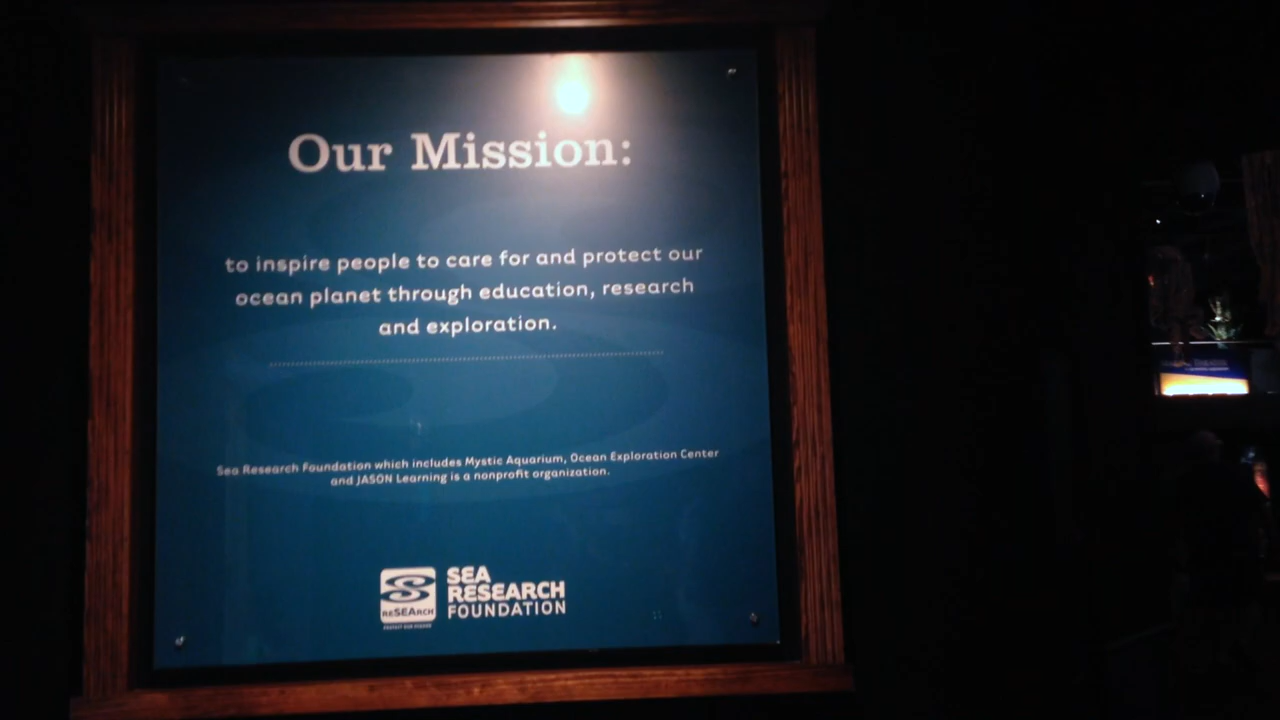 Our Mission:
to inspire people to care for and protect our
ocean planet through education, research
and exploration.
Sea Research Foundation which includes Mystic Aquarium, Ocean Exploration Center
and JASON Learning is a nonprofit organization.
reSEArch
SEA
RESEARCH
FOUNDATION